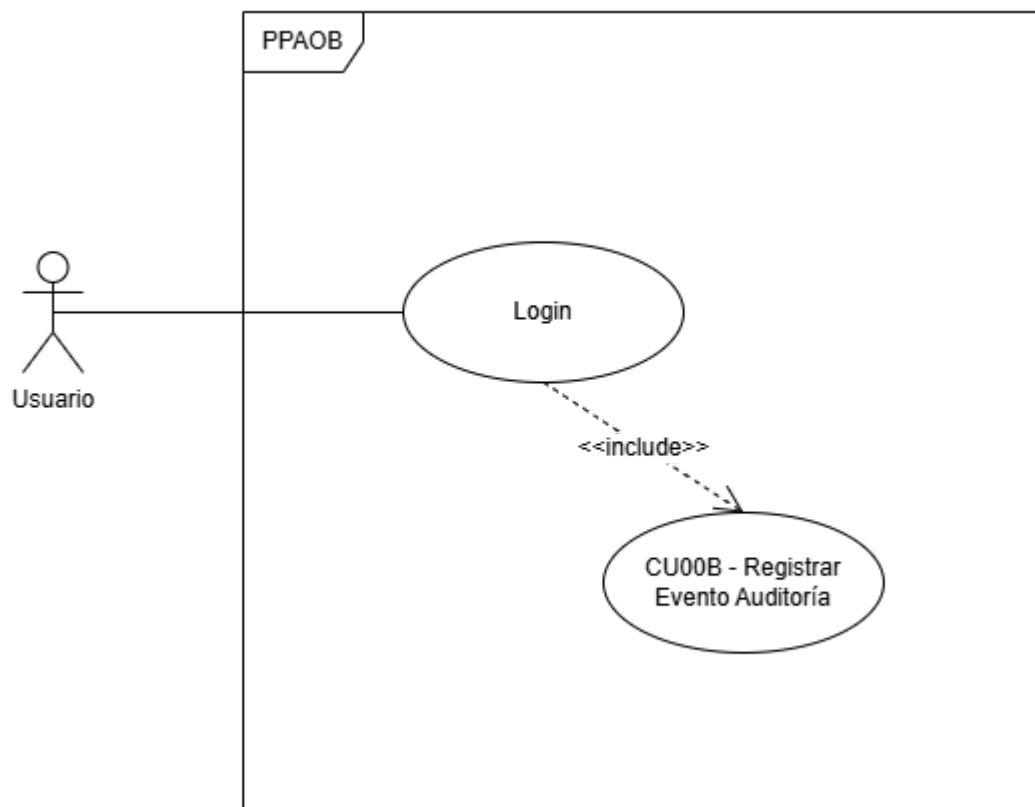 PPAOB
Login
Usuario
<<include>>
CU00B - Registrar
Evento Auditoría